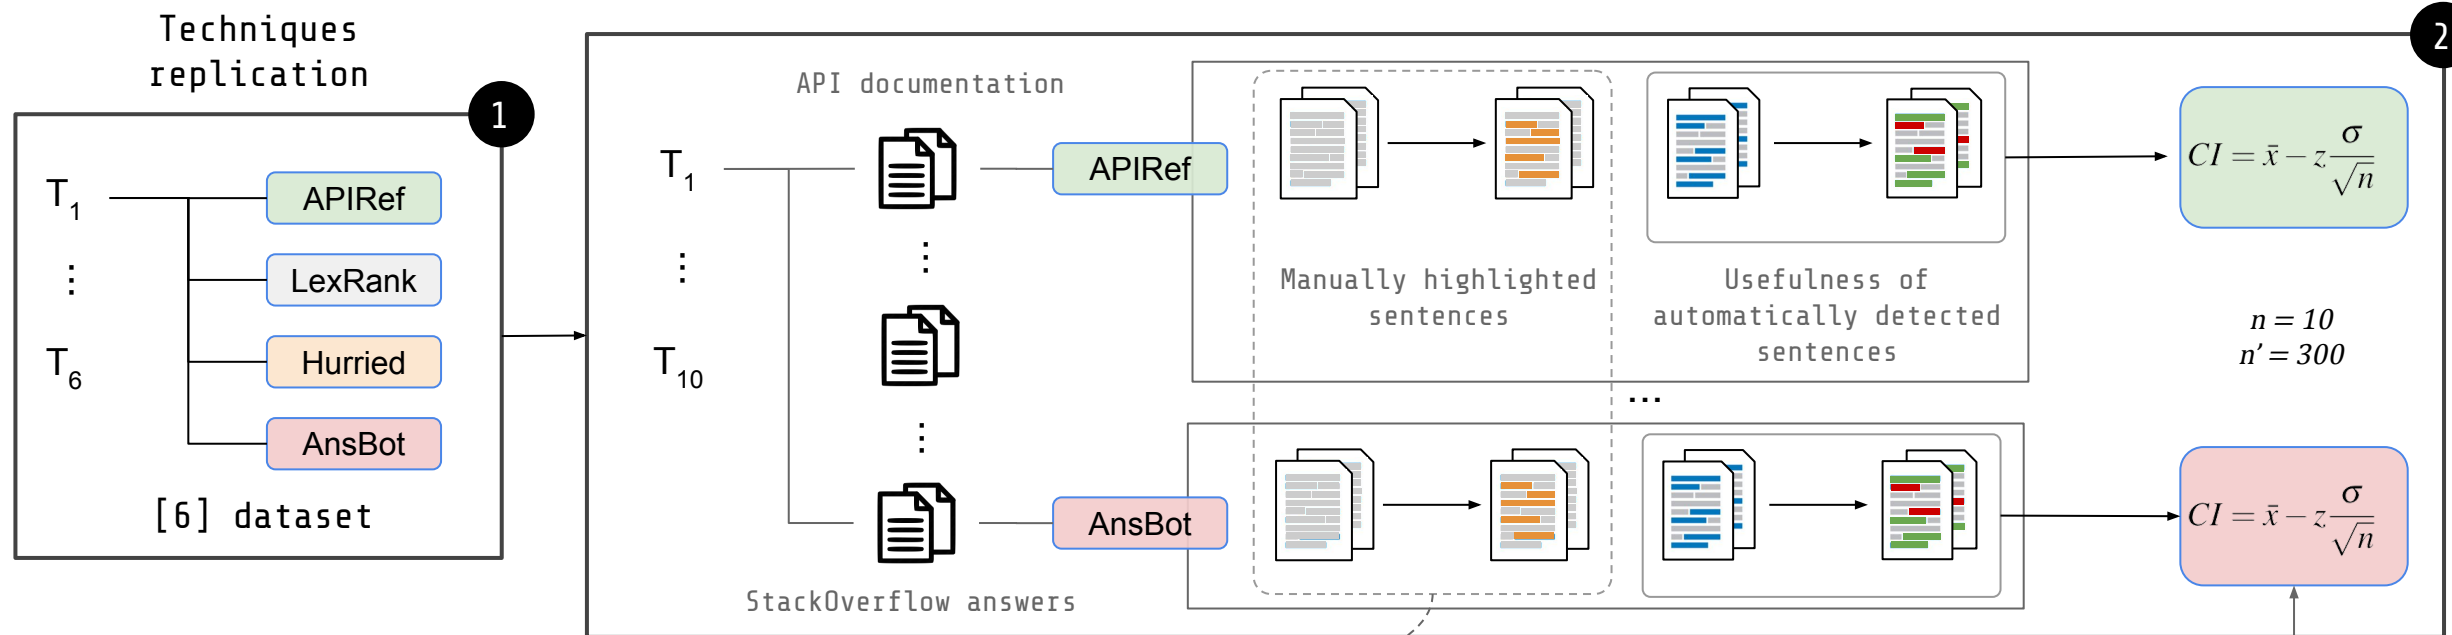 Techniques
replication
1
T1
APIRef
LexRank
⋮
Hurried
T6
AnsBot
[6] dataset
2
API documentation
T1
APIRef
⋮
T10
⋮
AnsBot
StackOverflow answers
Manually highlighted
sentences
Usefulness of
automatically detected
sentences
...
CI = x̄ − z σ/√n
n = 10
n' = 300
CI = x̄ − z σ/√n